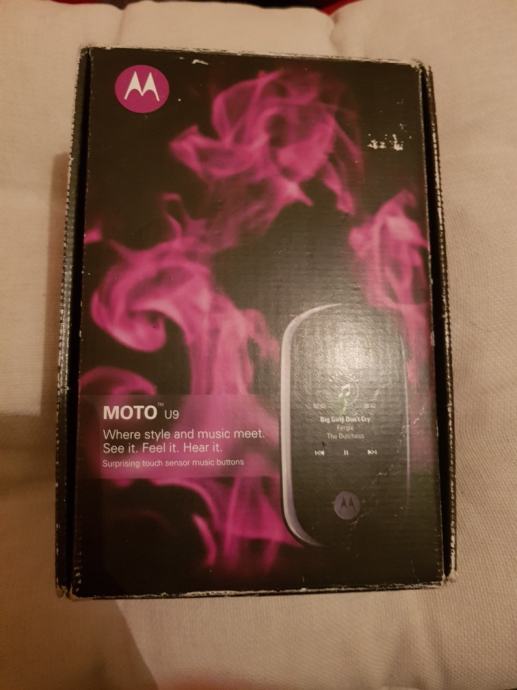 MOTO™ U9
Where style and music meet.
See it. Feel it. Hear it.
Surprising touch sensor music buttons
Big Girls Don't Cry
Fergie
The Dutchess